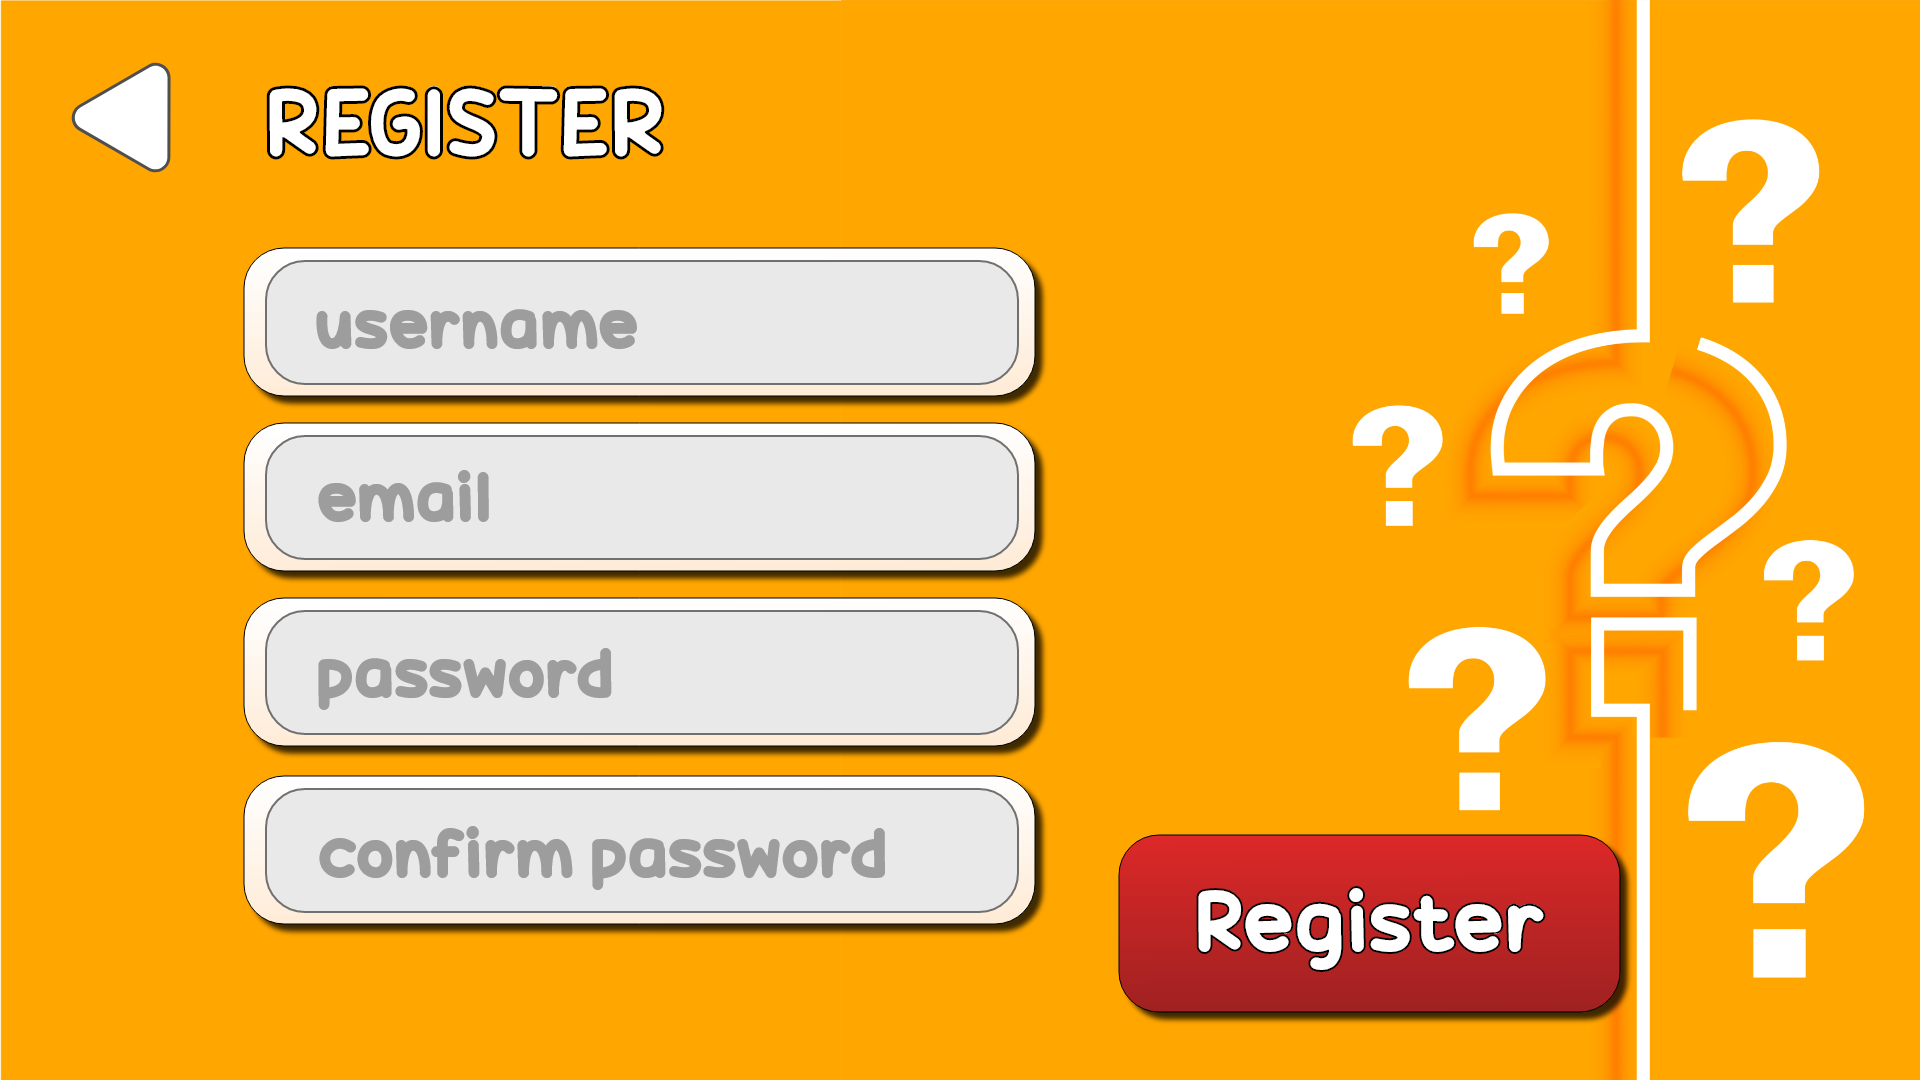 REGISTER
username
email
password
confirm password
Register
?
?
?
?
?
?
?